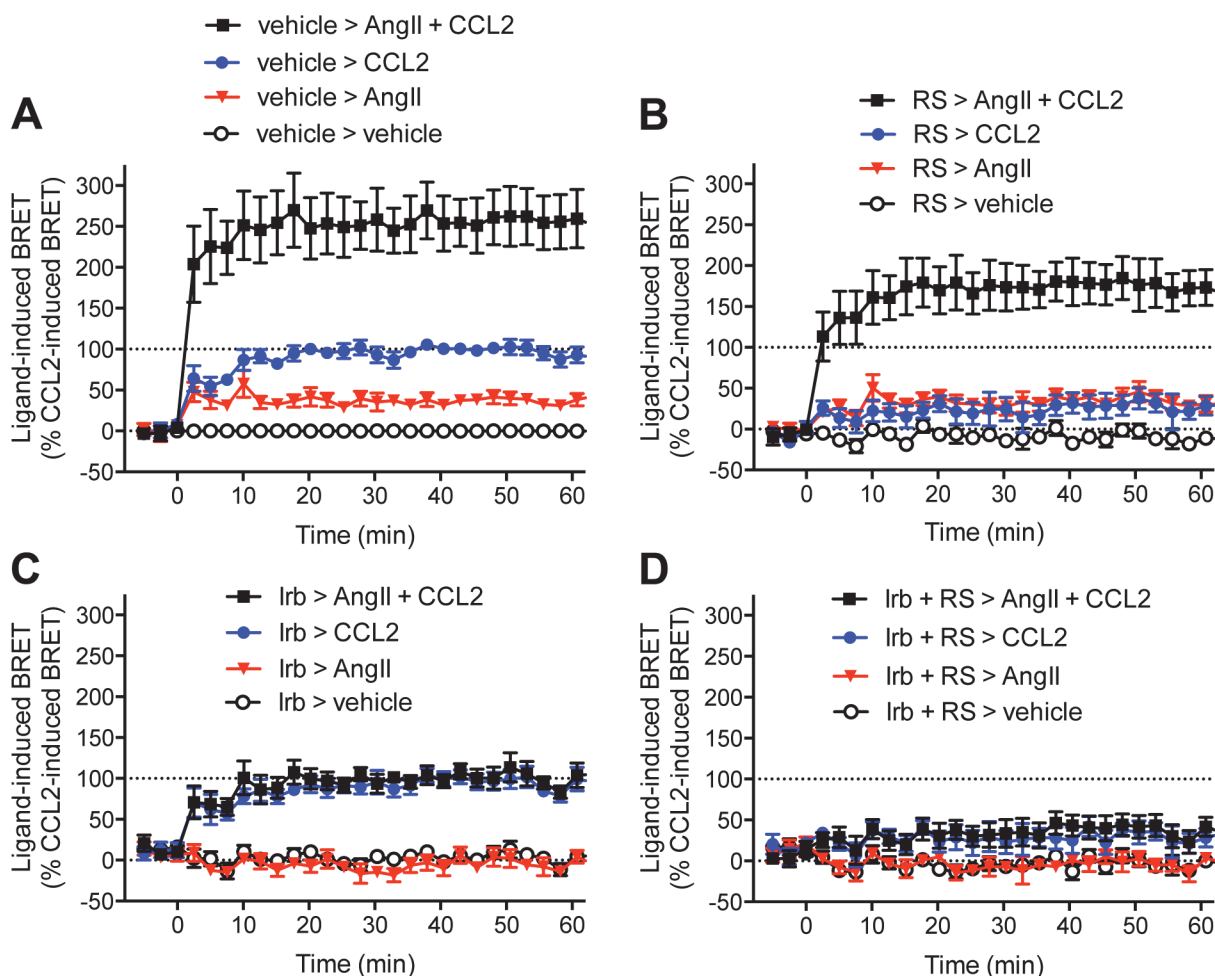 A
vehicle > AngII + CCL2
vehicle > CCL2
vehicle > AngII
vehicle > vehicle
Ligand-induced BRET
(% CCL2-induced BRET)
300
250
200
150
100
50
0
-50
0 10 20 30 40 50 60
Time (min)
B
RS > AngII + CCL2
RS > CCL2
RS > AngII
RS > vehicle
Ligand-induced BRET
(% CCL2-induced BRET)
300
250
200
150
100
50
0
-50
0 10 20 30 40 50 60
Time (min)
C
Irb > AngII + CCL2
Irb > CCL2
Irb > AngII
Irb > vehicle
Ligand-induced BRET
(% CCL2-induced BRET)
300
250
200
150
100
50
0
-50
0 10 20 30 40 50 60
Time (min)
D
Irb + RS > AngII + CCL2
Irb + RS > CCL2
Irb + RS > AngII
Irb + RS > vehicle
Ligand-induced BRET
(% CCL2-induced BRET)
300
250
200
150
100
50
0
-50
0 10 20 30 40 50 60
Time (min)